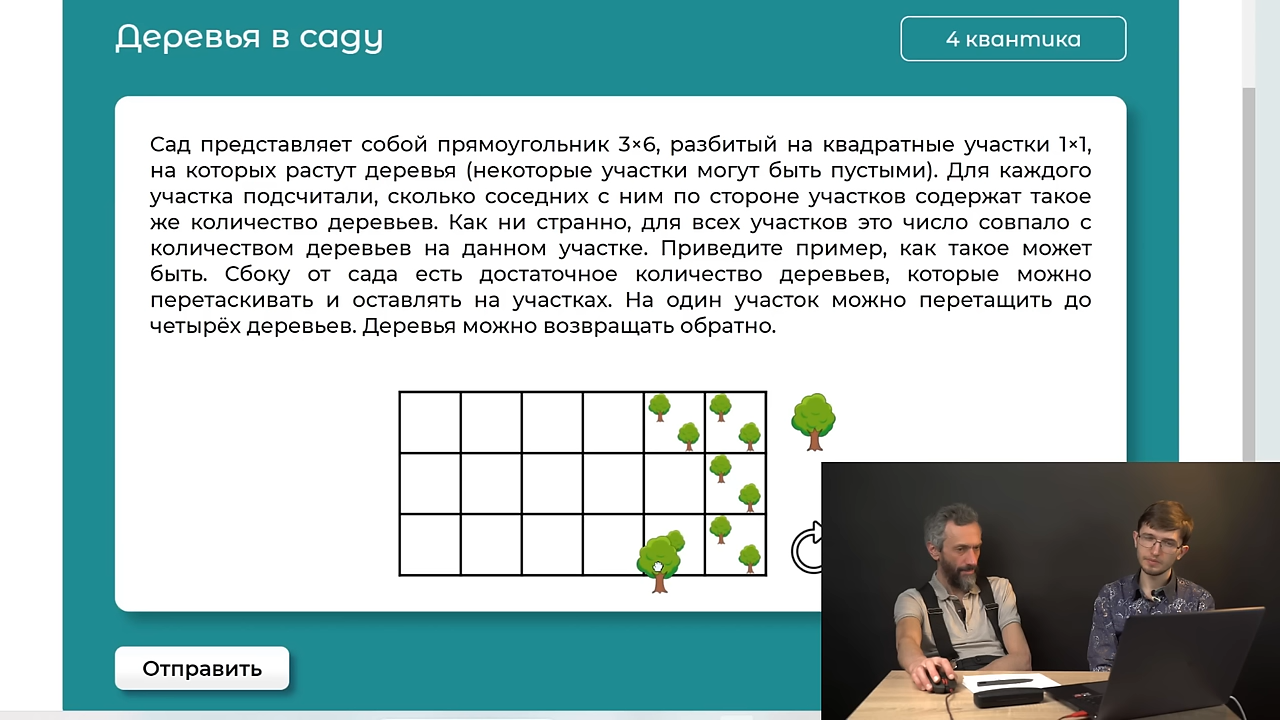 Деревья в саду
4 квантика
Сад представляет собой прямоугольник 3×6, разбитый на квадратные участки 1×1,
на которых растут деревья (некоторые участки могут быть пустыми). Для каждого
участка подсчитали, сколько соседних с ним по стороне участков содержат такое
же количество деревьев. Как ни странно, для всех участков это число совпало с
количеством деревьев на данном участке. Приведите пример, как такое может
быть. Сбоку от сада есть достаточное количество деревьев, которые можно
перетаскивать и оставлять на участках. На один участок можно перетащить до
четырёх деревьев. Деревья можно возвращать обратно.
Отправить